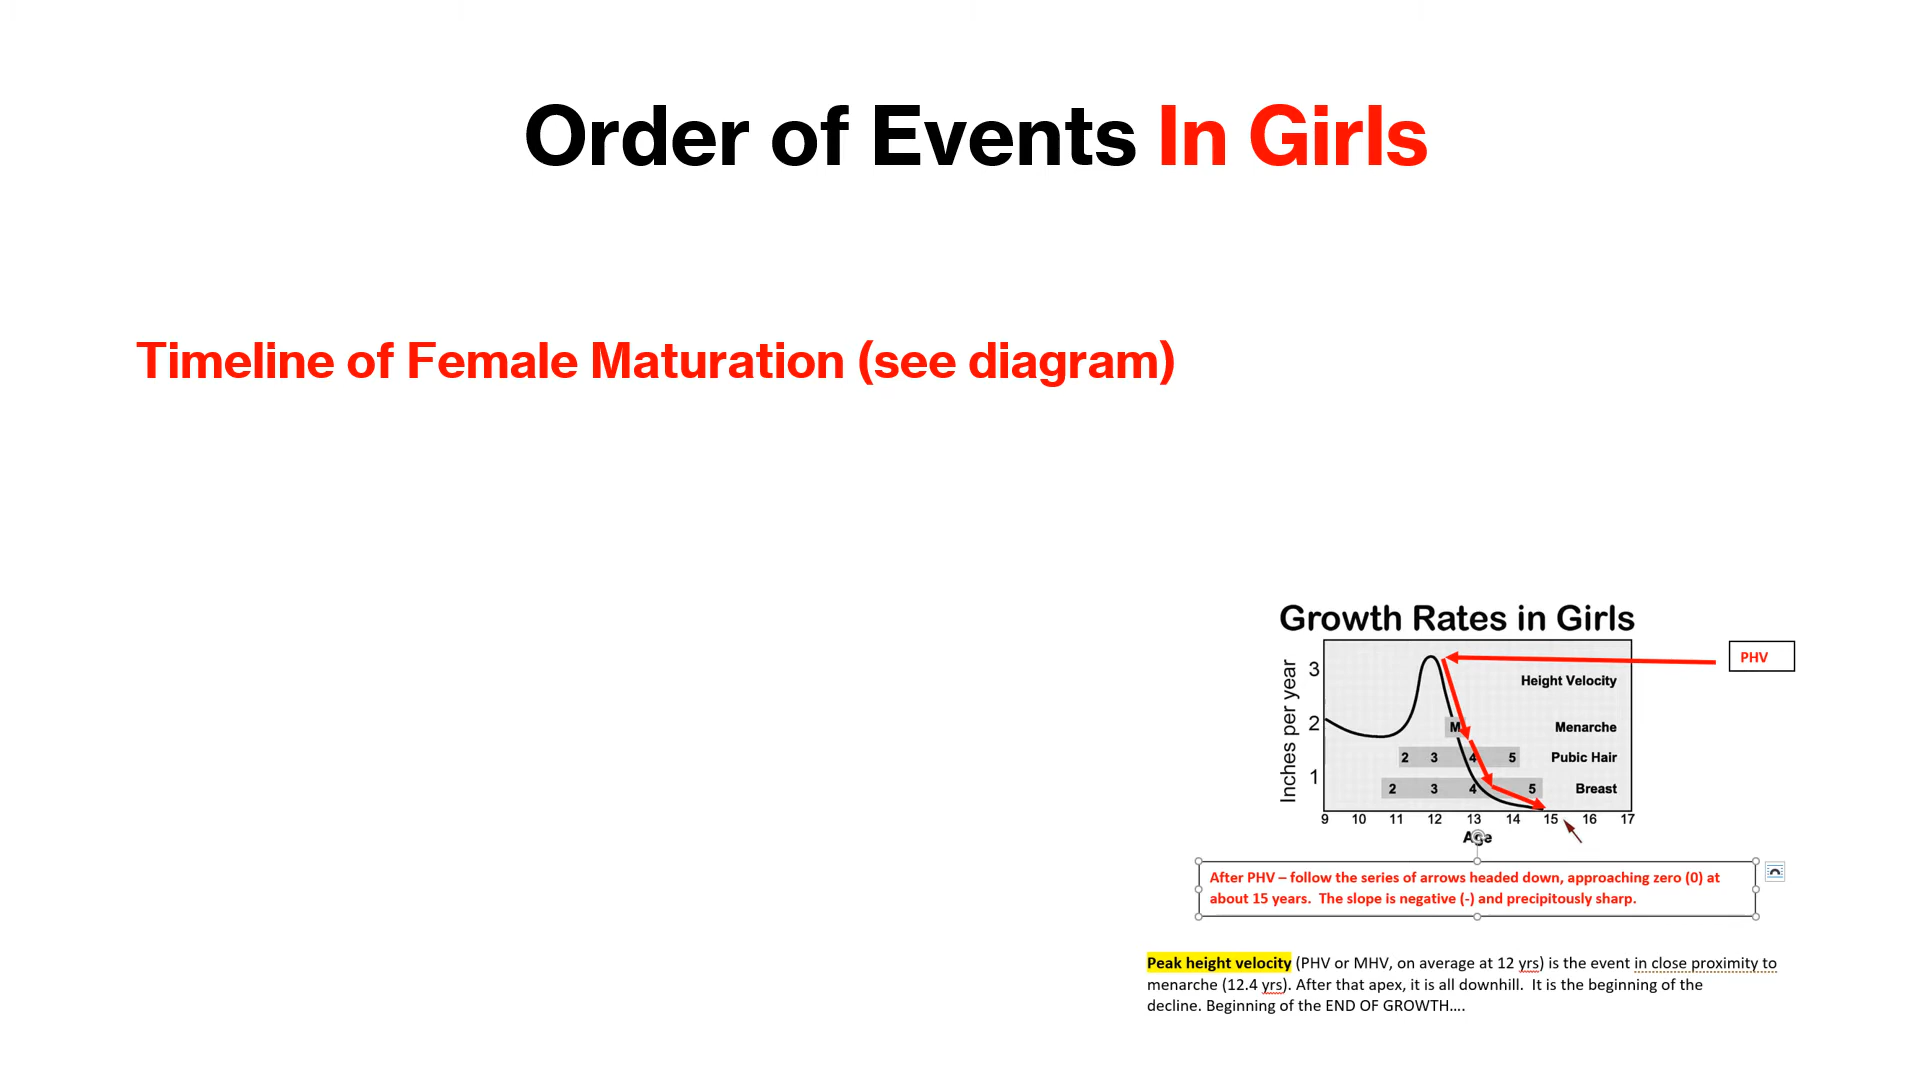 Order of Events In Girls
Timeline of Female Maturation (see diagram)
Growth Rates in Girls
PHV
Inches per year
3
2
1
Height Velocity
M
Menarche
2 3 4 5 Pubic Hair
2 3 4 5 Breast
9 10 11 12 13 14 15 16 17
Age
After PHV – follow the series of arrows headed down, approaching zero (0) at
about 15 years.  The slope is negative (-) and precipitously sharp.
Peak height velocity (PHV or MHV, on average at 12 yrs) is the event in close proximity to
menarche (12.4 yrs). After that apex, it is all downhill.  It is the beginning of the
decline. Beginning of the END OF GROWTH....